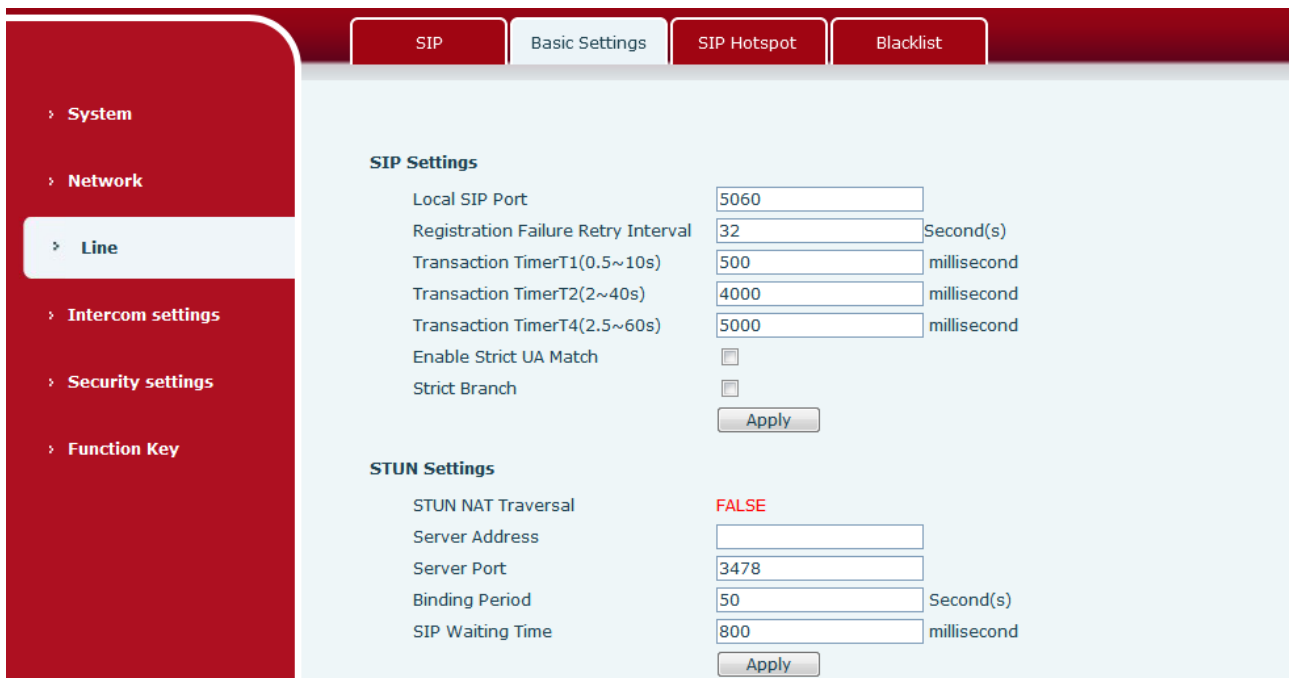 SIP Basic Settings SIP Hotspot Blacklist
System
Network
Line
Intercom settings
Security settings
Function Key
SIP Settings
Local SIP Port 5060
Registration Failure Retry Interval 32 Second(s)
Transaction TimerT1(0.5~10s) 500 millisecond
Transaction TimerT2(2~40s) 4000 millisecond
Transaction TimerT4(2.5~60s) 5000 millisecond
Enable Strict UA Match
Strict Branch
Apply
STUN Settings
STUN NAT Traversal FALSE
Server Address
Server Port 3478
Binding Period 50 Second(s)
SIP Waiting Time 800 millisecond
Apply